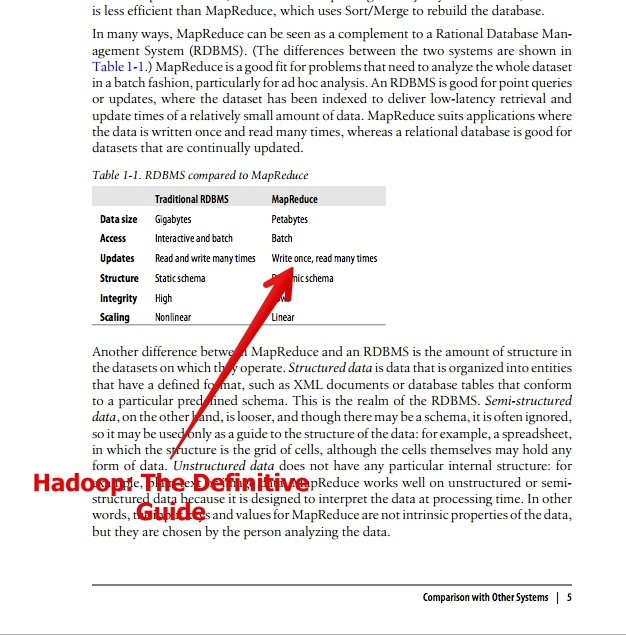 is less efficient than MapReduce, which uses Sort/Merge to rebuild the database.
In many ways, MapReduce can be seen as a complement to a Rational Database Man-
agement System (RDBMS). (The differences between the two systems are shown in
Table 1-1.) MapReduce is a good fit for problems that need to analyze the whole dataset
in a batch fashion, particularly for ad hoc analysis. An RDBMS is good for point queries
or updates, where the dataset has been indexed to deliver low-latency retrieval and
update times of a relatively small amount of data. MapReduce suits applications where
the data is written once and read many times, whereas a relational database is good for
datasets that are continually updated.
Table 1-1. RDBMS compared to MapReduce
Traditional RDBMS MapReduce
Data size Gigabytes Petabytes
Access Interactive and batch Batch
Updates Read and write many times Write once, read many times
Structure Static schema schema
Integrity High
Scaling Nonlinear Linear
Another difference between MapReduce and an RDBMS is the amount of structure in
the datasets on which they operate. Structured data is data that is organized into entities
that have a defined format, such as XML documents or database tables that conform
to a particular predefined schema. This is the realm of the RDBMS. Semi-structured
data, on the other hand, is looser, and though there may be a schema, it is often ignored,
so it may be used only as a guide to the structure of the data: for example, a spreadsheet,
in which the structure is the grid of cells, although the cells themselves may hold any
form of data. Unstructured data does not have any particular internal structure: for
Hadoop: The Definitive
Guide
MapReduce works well on unstructured or semi-
structured data because it is designed to interpret the data at processing time. In other
words, and values for MapReduce are not intrinsic properties of the data,
but they are chosen by the person analyzing the data.
Comparison with Other Systems | 5